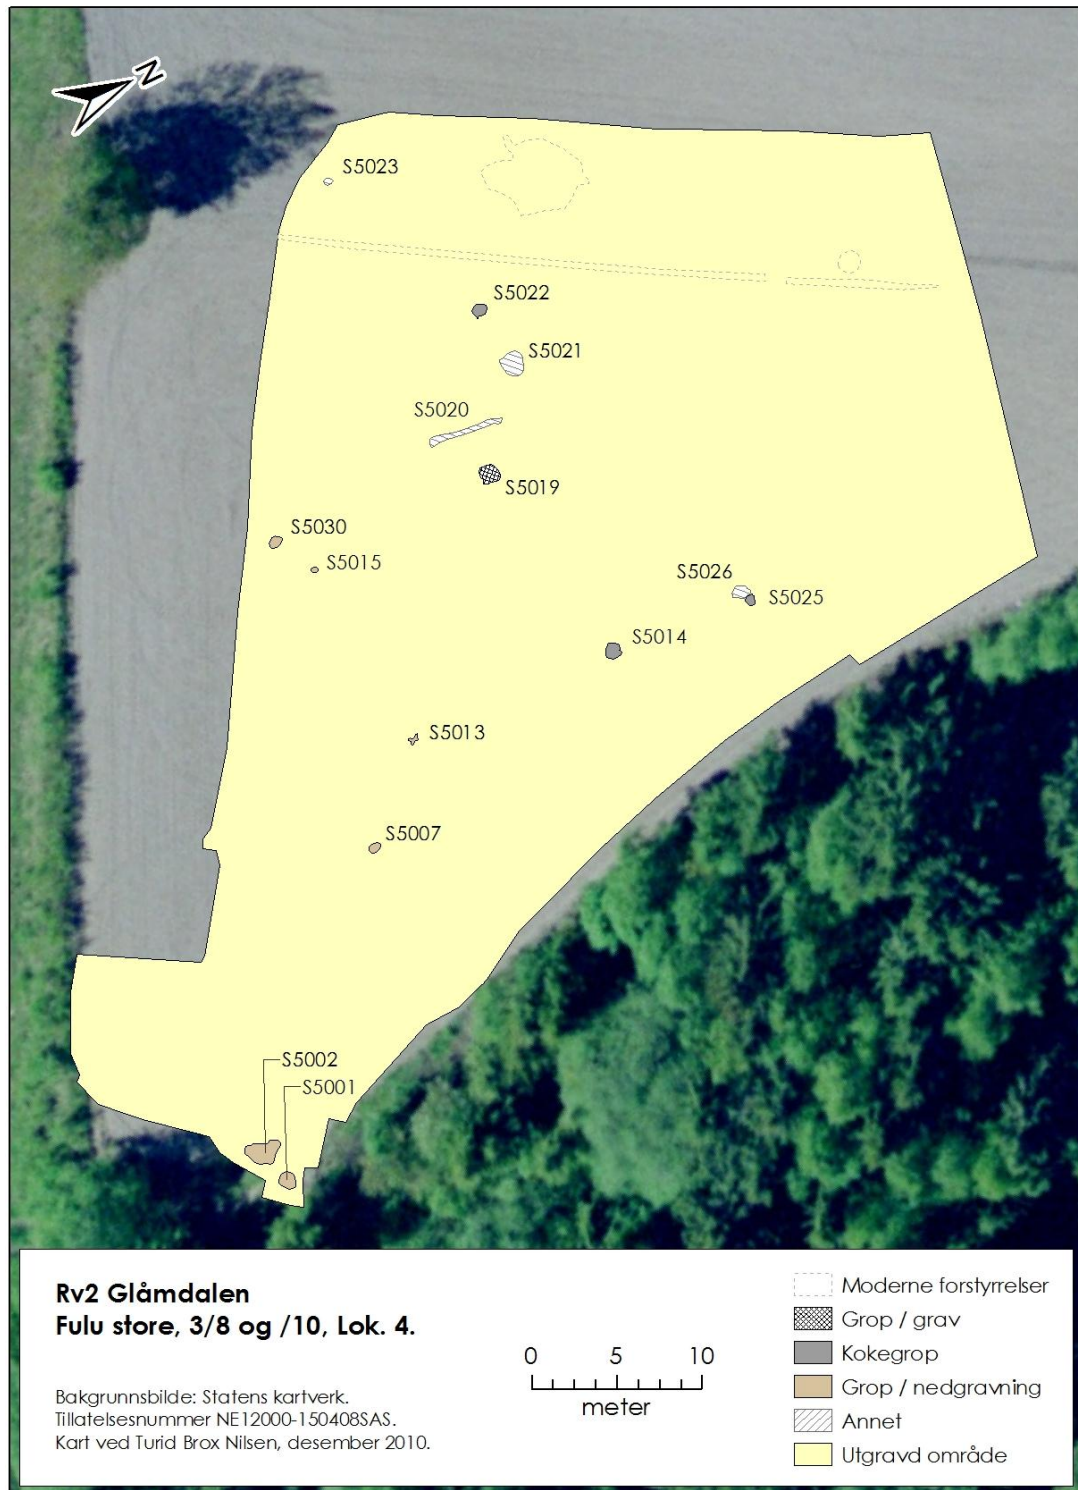 N
S5023
S5022
S5021
S5020
S5019
S5030
S5015
S5026
S5025
S5014
S5013
S5007
S5002
S5001
Rv2 Glåmdalen
Fulu store, 3/8 og /10, Lok. 4.
Bakgrunnsbilde: Statens kartverk.
Tillatelsesnummer NE12000-150408SAS.
Kart ved Turid Brox Nilsen, desember 2010.
0 5 10
meter
Moderne forstyrrelser
Grop / grav
Kokegrop
Grop / nedgravning
Annet
Utgravd område